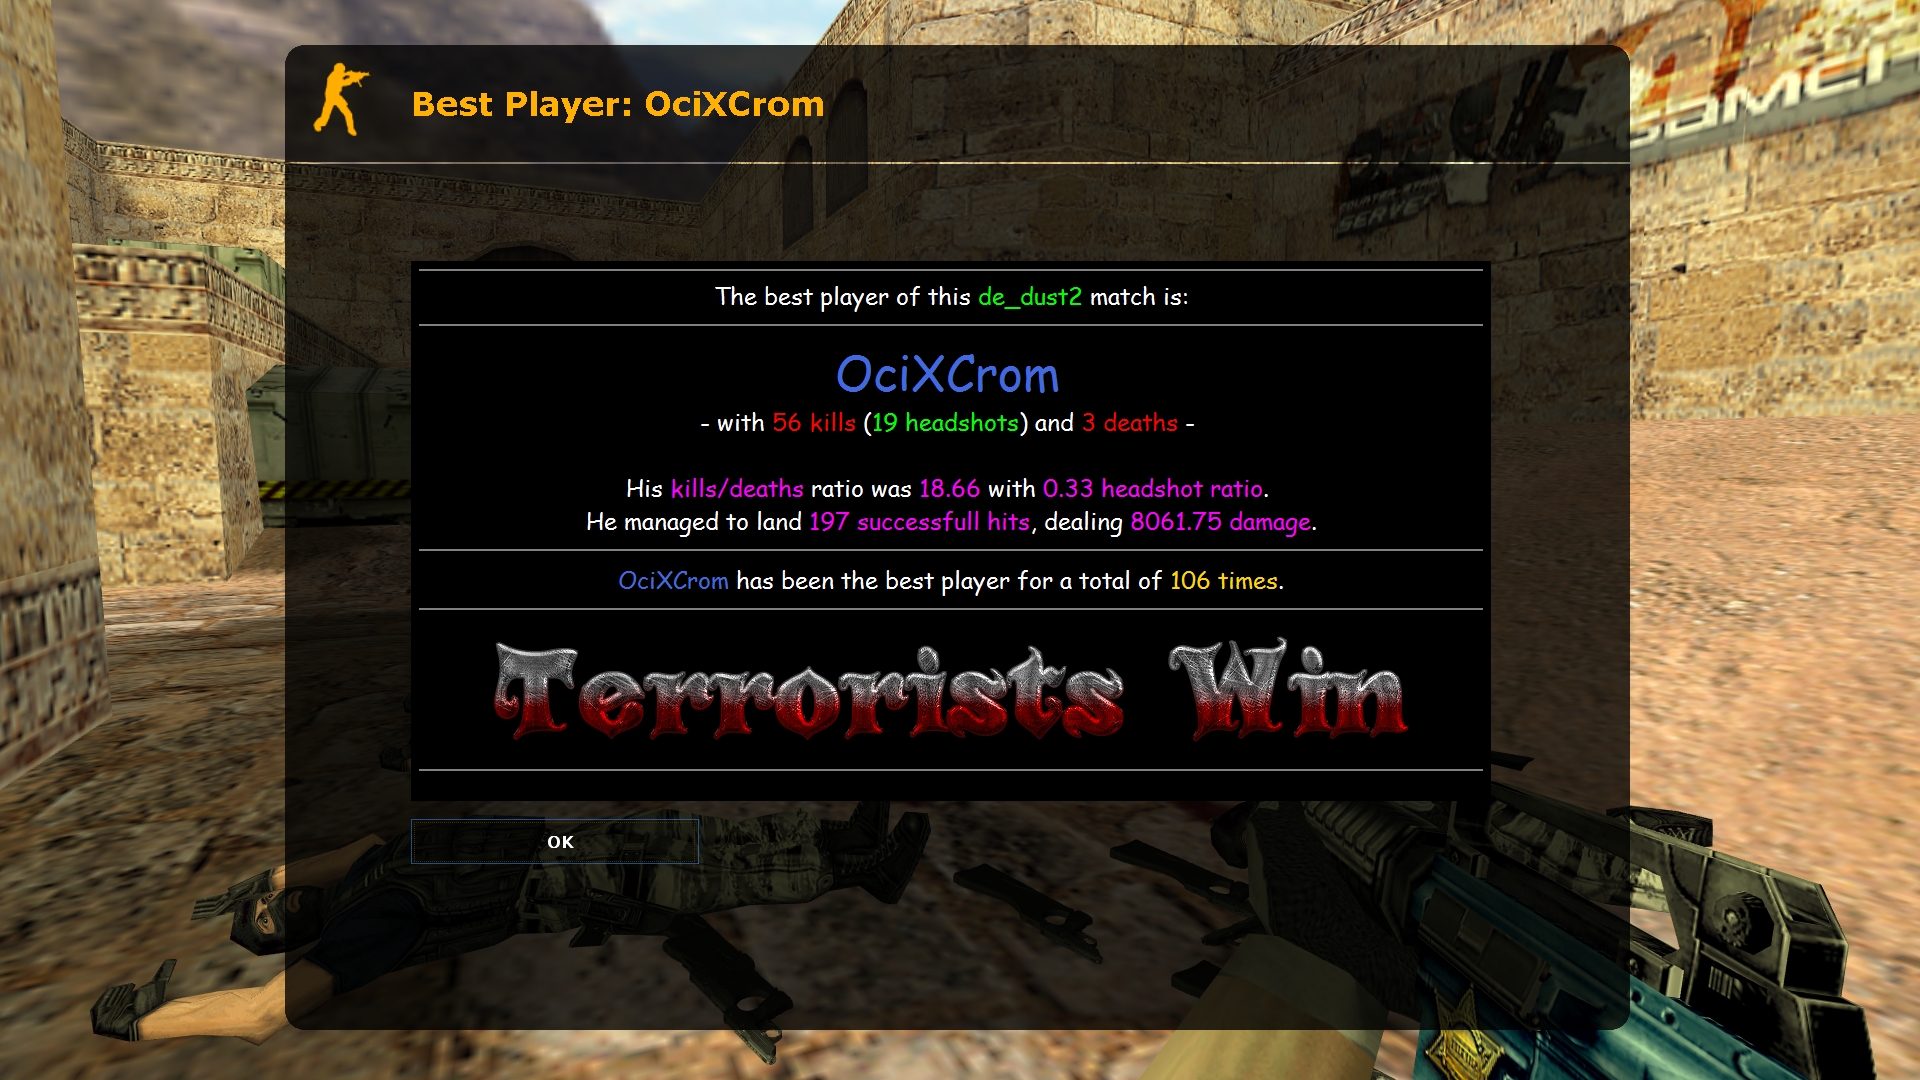 Best Player: OciXCrom
The best player of this de_dust2 match is:
OciXCrom
- with 56 kills (19 headshots) and 3 deaths -
His kills/deaths ratio was 18.66 with 0.33 headshot ratio.
He managed to land 197 successfull hits, dealing 8061.75 damage.
OciXCrom has been the best player for a total of 106 times.
Terrorists Win
OK